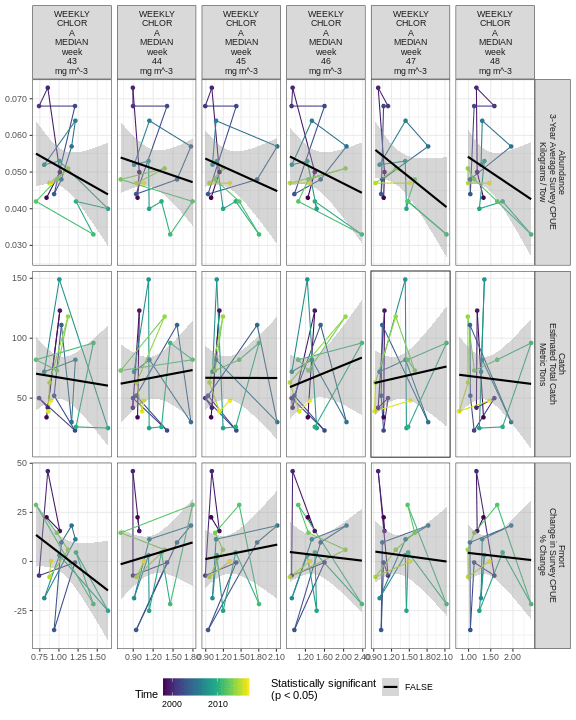 WEEKLY
CHLOR
A
MEDIAN
week
43
mg m^-3
WEEKLY
CHLOR
A
MEDIAN
week
44
mg m^-3
WEEKLY
CHLOR
A
MEDIAN
week
45
mg m^-3
WEEKLY
CHLOR
A
MEDIAN
week
46
mg m^-3
WEEKLY
CHLOR
A
MEDIAN
week
47
mg m^-3
WEEKLY
CHLOR
A
MEDIAN
week
48
mg m^-3
0.070
0.060
0.050
0.040
0.030
Abundance
3-Year Average Survey CPUE
Kilograms / Tow
150
100
50
Catch
Estimated Total Catch
Metric Tons
50
25
0
-25
Fmort
Change in Survey CPUE
% Change
0.75 1.00 1.25 1.50
0.90 1.20 1.50 1.80
0.90 1.20 1.50 1.80 2.10
1.20 1.60 2.00 2.40
0.90 1.20 1.50 1.80 2.10
1.00 1.50 2.00
Time
2000 2010
Statistically significant
(p < 0.05)
FALSE